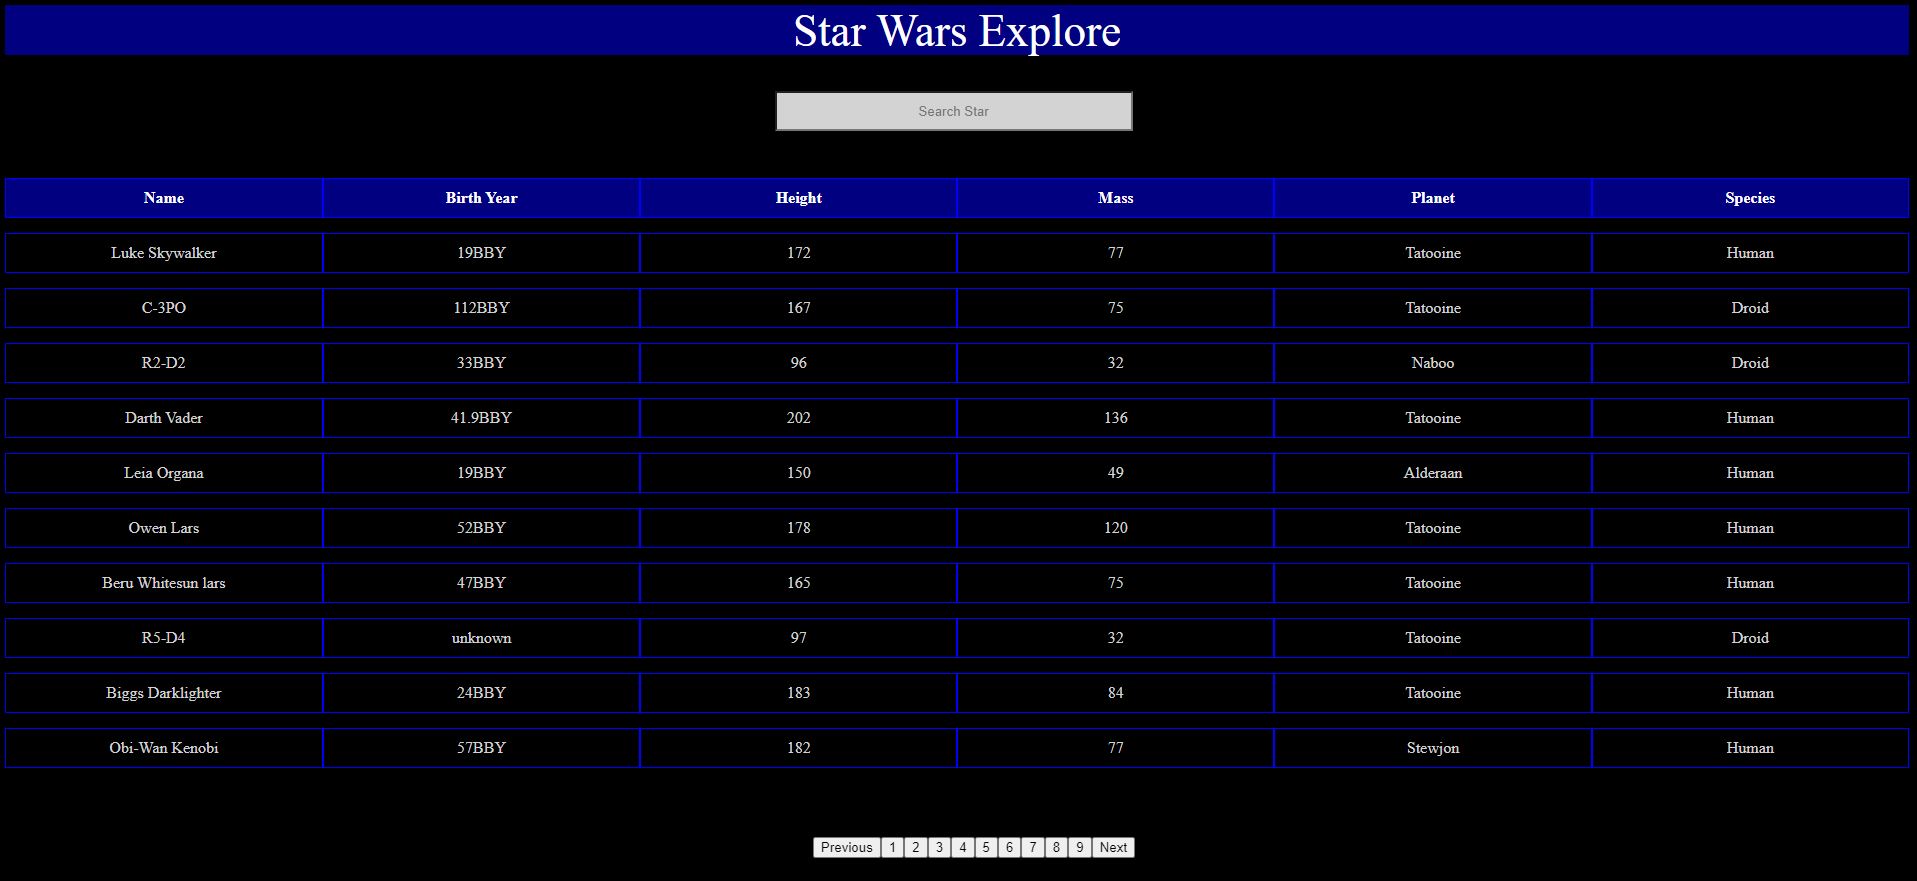 Star Wars Explore
Search Star
Name Birth Year Height Mass Planet Species
Luke Skywalker 19BBY 172 77 Tatooine Human
C-3PO 112BBY 167 75 Tatooine Droid
R2-D2 33BBY 96 32 Naboo Droid
Darth Vader 41.9BBY 202 136 Tatooine Human
Leia Organa 19BBY 150 49 Alderaan Human
Owen Lars 52BBY 178 120 Tatooine Human
Beru Whitesun lars 47BBY 165 75 Tatooine Human
R5-D4 unknown 97 32 Tatooine Droid
Biggs Darklighter 24BBY 183 84 Tatooine Human
Obi-Wan Kenobi 57BBY 182 77 Stewjon Human
Previous 1 2 3 4 5 6 7 8 9 Next